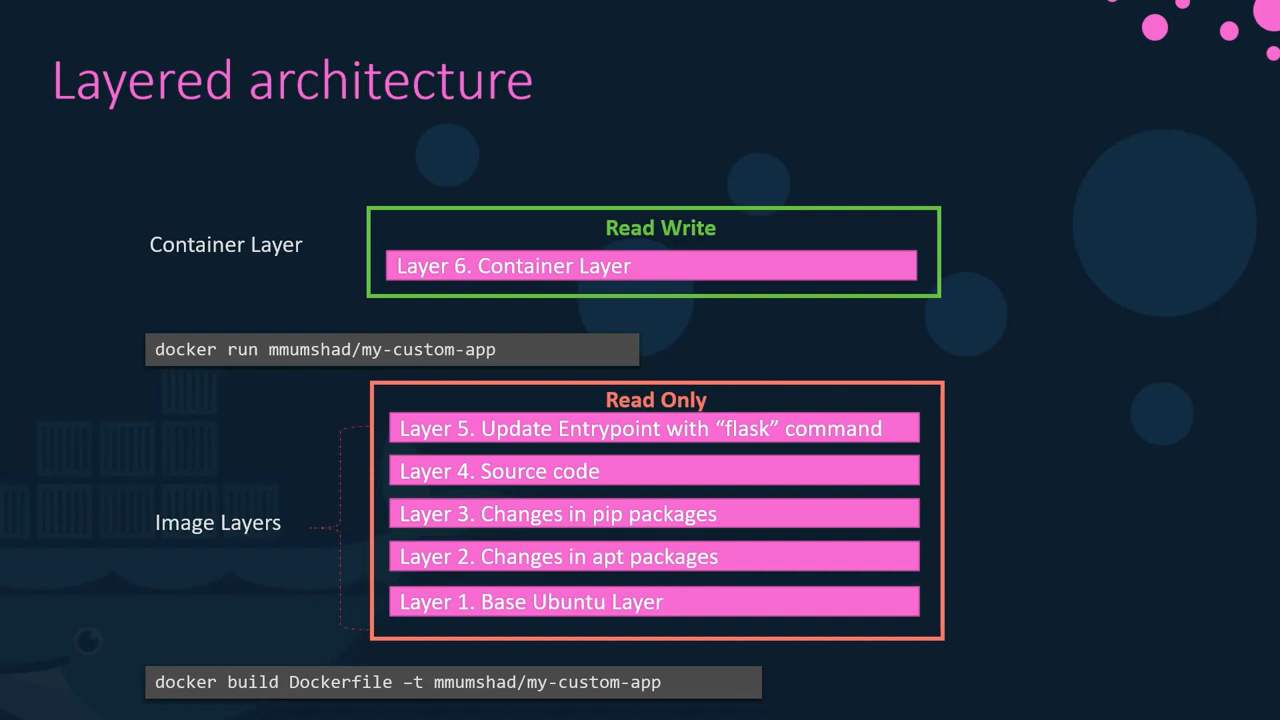 Layered architecture
Read Write
Container Layer
Layer 6. Container Layer
docker run mmumshad/my-custom-app
Read Only
Layer 5. Update Entrypoint with “flask” command
Layer 4. Source code
Layer 3. Changes in pip packages
Image Layers
Layer 2. Changes in apt packages
Layer 1. Base Ubuntu Layer
docker build Dockerfile –t mmumshad/my-custom-app